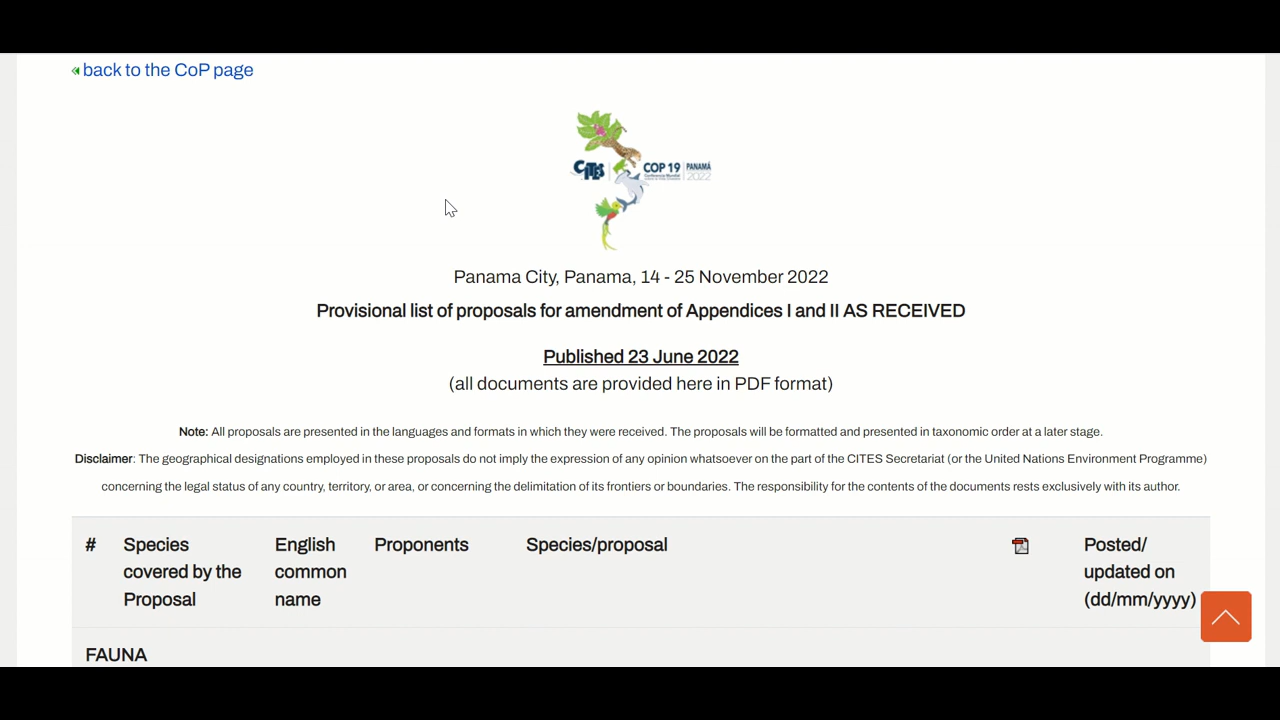 back to the CoP page
CITES
COP 19
PANAMÁ
2022
Panama City, Panama, 14 - 25 November 2022
Provisional list of proposals for amendment of Appendices I and II AS RECEIVED
Published 23 June 2022
(all documents are provided here in PDF format)
Note: All proposals are presented in the languages and formats in which they were received. The proposals will be formatted and presented in taxonomic order at a later stage.
Disclaimer: The geographical designations employed in these proposals do not imply the expression of any opinion whatsoever on the part of the CITES Secretariat (or the United Nations Environment Programme)
concerning the legal status of any country, territory, or area, or concerning the delimitation of its frontiers or boundaries. The responsibility for the contents of the documents rests exclusively with its author.
#
Species
covered by the
Proposal
English
common
name
Proponents
Species/proposal
Posted/
updated on
(dd/mm/yyyy)
FAUNA